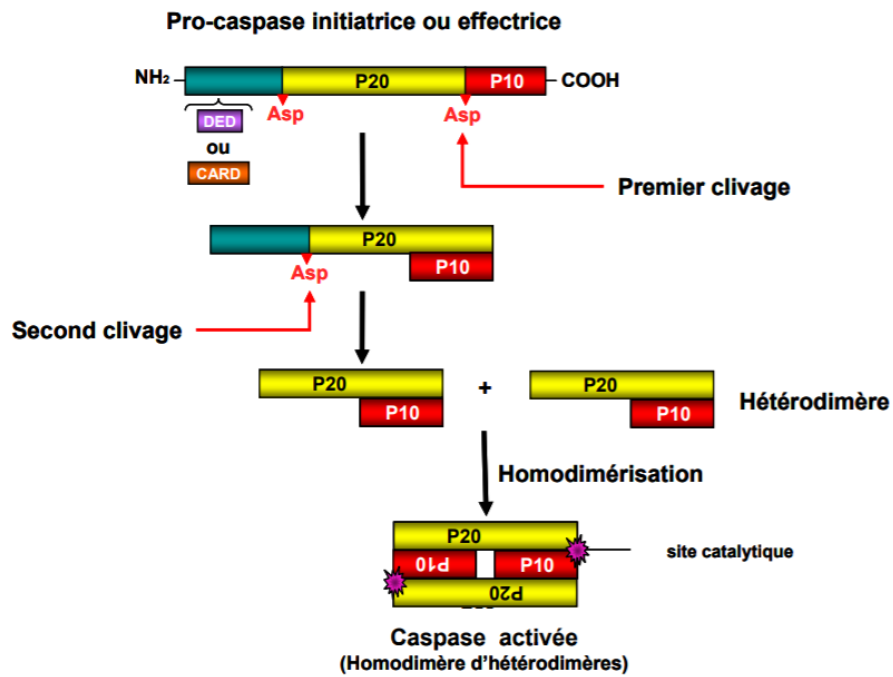 Pro-caspase initiatrice ou effectrice
NH2 P20 P10 COOH
Asp Asp
DED
ou
CARD
Premier clivage
P20
P10
Asp
Second clivage
P20 + P20
P10 P10
Hétérodimère
Homodimérisation
P20
P10 P10
site catalytique
P20
Caspase activée
(Homodimère d'hétérodimères)